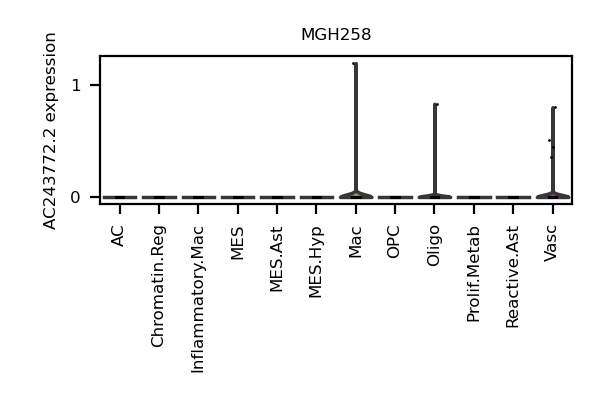 MGH258
AC243772.2 expression
1
0
AC
Chromatin.Reg
Inflammatory.Mac
MES
MES.Ast
MES.Hyp
Mac
OPC
Oligo
Prolif.Metab
Reactive.Ast
Vasc